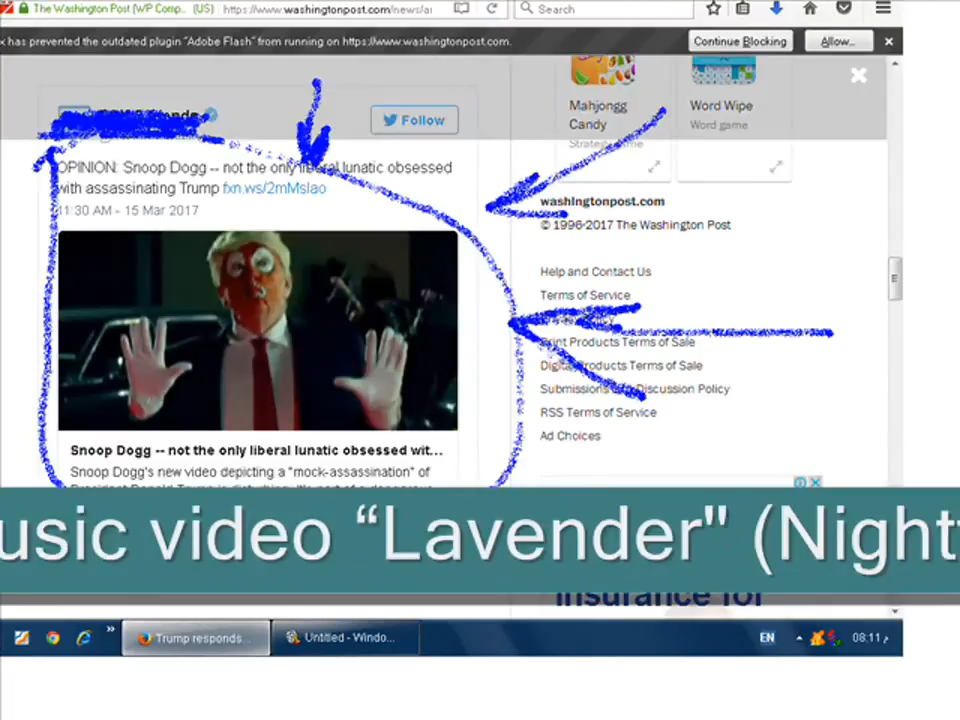 The Washington Post (WP Comp... (US) https://www.washingtonpost.com/news/ar Search
x has prevented the outdated plugin "Adobe Flash" from running on https://www.washingtonpost.com. Continue Blocking Allow...
Follow
OPINION: Snoop Dogg -- not the only liberal lunatic obsessed
with assassinating Trump fxn.ws/2mMslao
11:30 AM - 15 Mar 2017
Snoop Dogg -- not the only liberal lunatic obsessed wit...
Snoop Dogg's new video depicting a "mock-assassination" of
Mahjongg
Candy
Word Wipe
Word game
washingtonpost.com
© 1996-2017 The Washington Post
Help and Contact Us
Terms of Service
Print Products Terms of Sale
Digital Products Terms of Sale
Submissions & Discussion Policy
RSS Terms of Service
Ad Choices
usic video “Lavender" (Night
insurance for
Trump responds... Untitled - Windo... EN 08:11 م